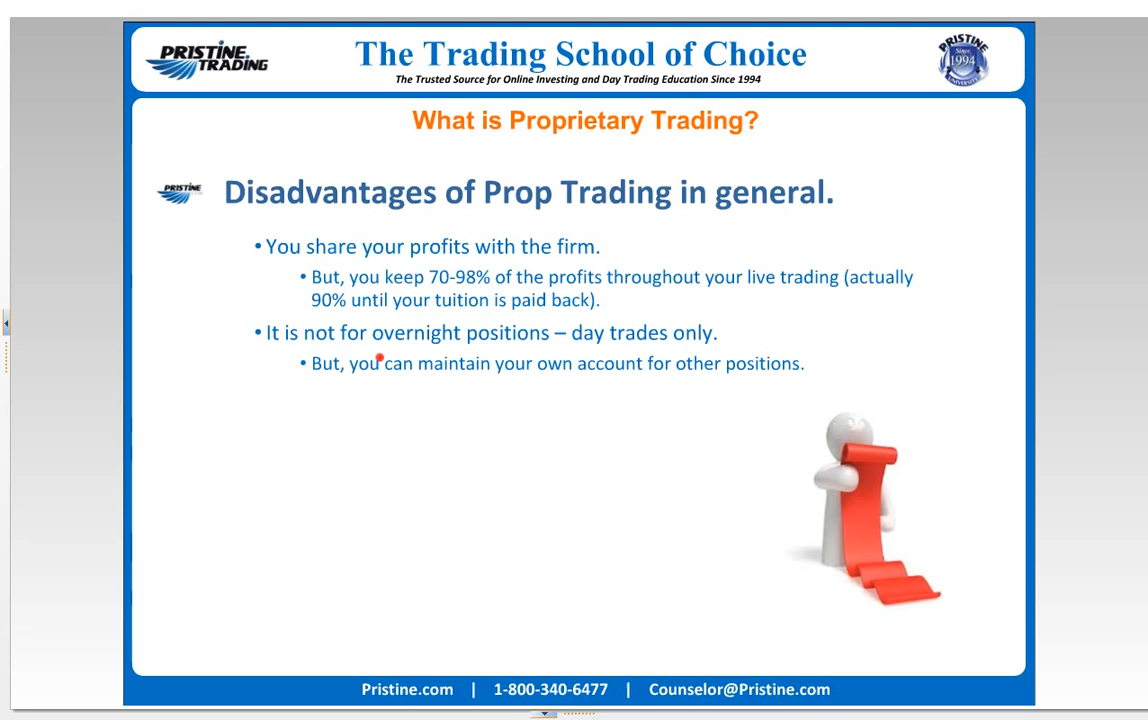 PRISTINE
TRADING
The Trading School of Choice
The Trusted Source for Online Investing and Day Trading Education Since 1994
PRISTINE
Since
1994
UNIVERSITY
What is Proprietary Trading?
PRISTINE
Disadvantages of Prop Trading in general.
• You share your profits with the firm.
• But, you keep 70-98% of the profits throughout your live trading (actually
90% until your tuition is paid back).
• It is not for overnight positions – day trades only.
• But, you can maintain your own account for other positions.
Pristine.com | 1-800-340-6477 | Counselor@Pristine.com